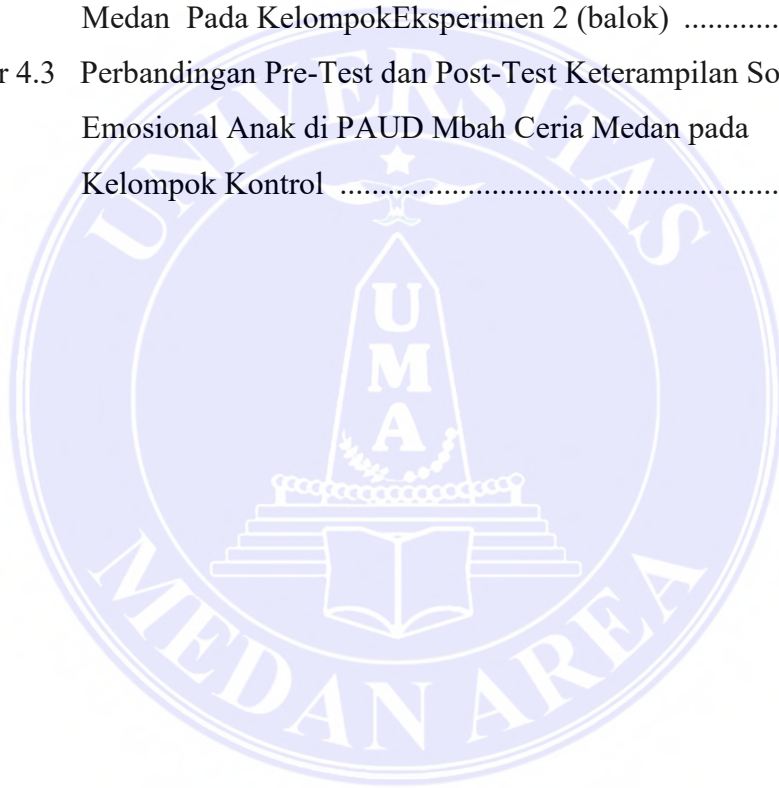 Medan Pada KelompokEksperimen 2 (balok) .............
r 4.3 Perbandingan Pre-Test dan Post-Test Keterampilan So
Emosional Anak di PAUD Mbah Ceria Medan pada
Kelompok Kontrol ....................................................
UNIVERSITAS
U
M
A
MEDAN AREA